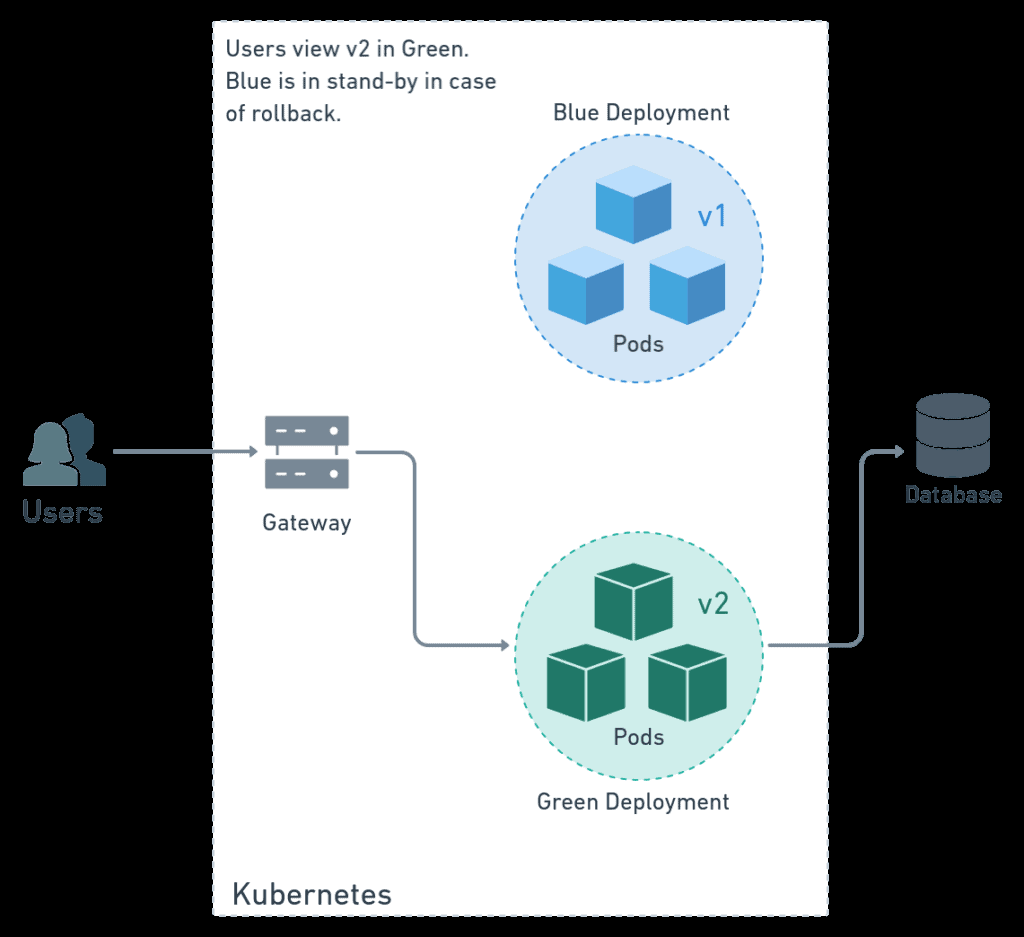 Users view v2 in Green.
Blue is in stand-by in case
of rollback.
Blue Deployment
v1
Pods
Users
Gateway
Database
v2
Pods
Green Deployment
Kubernetes